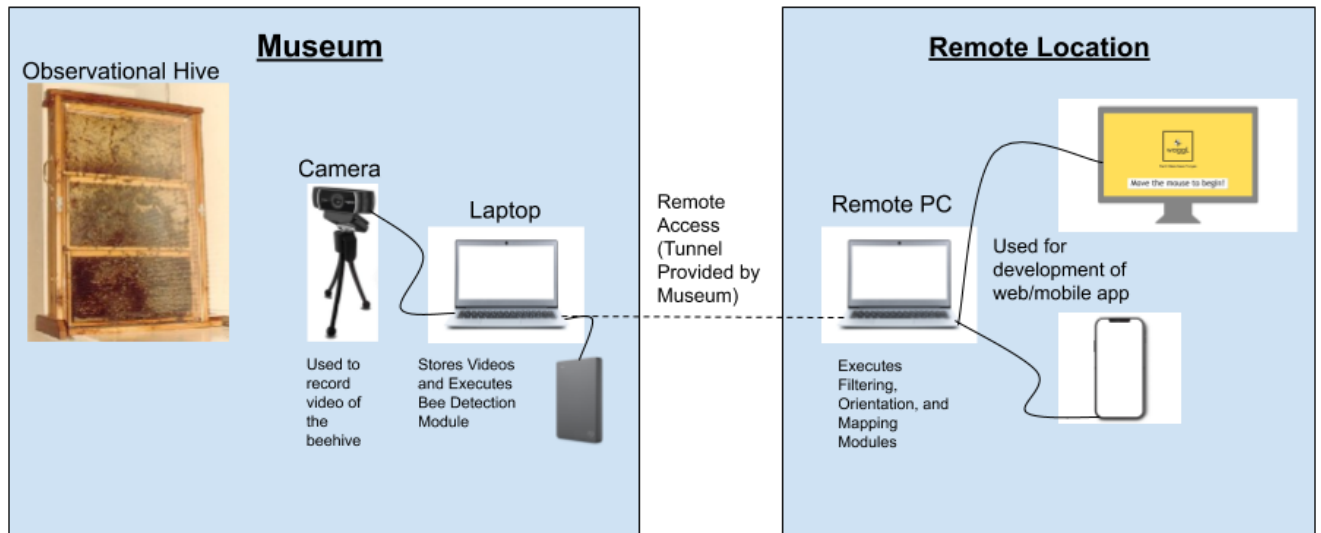 Museum
Observational Hive
Camera
Laptop
Used to
record
video of
the
beehive
Stores Videos
and Executes
Bee Detection
Module
Remote
Access
(Tunnel
Provided by
Museum)
Remote Location
Remote PC
Executes
Filtering,
Orientation, and
Mapping
Modules
waggl
Move the mouse to begin!
Used for
development of
web/mobile app